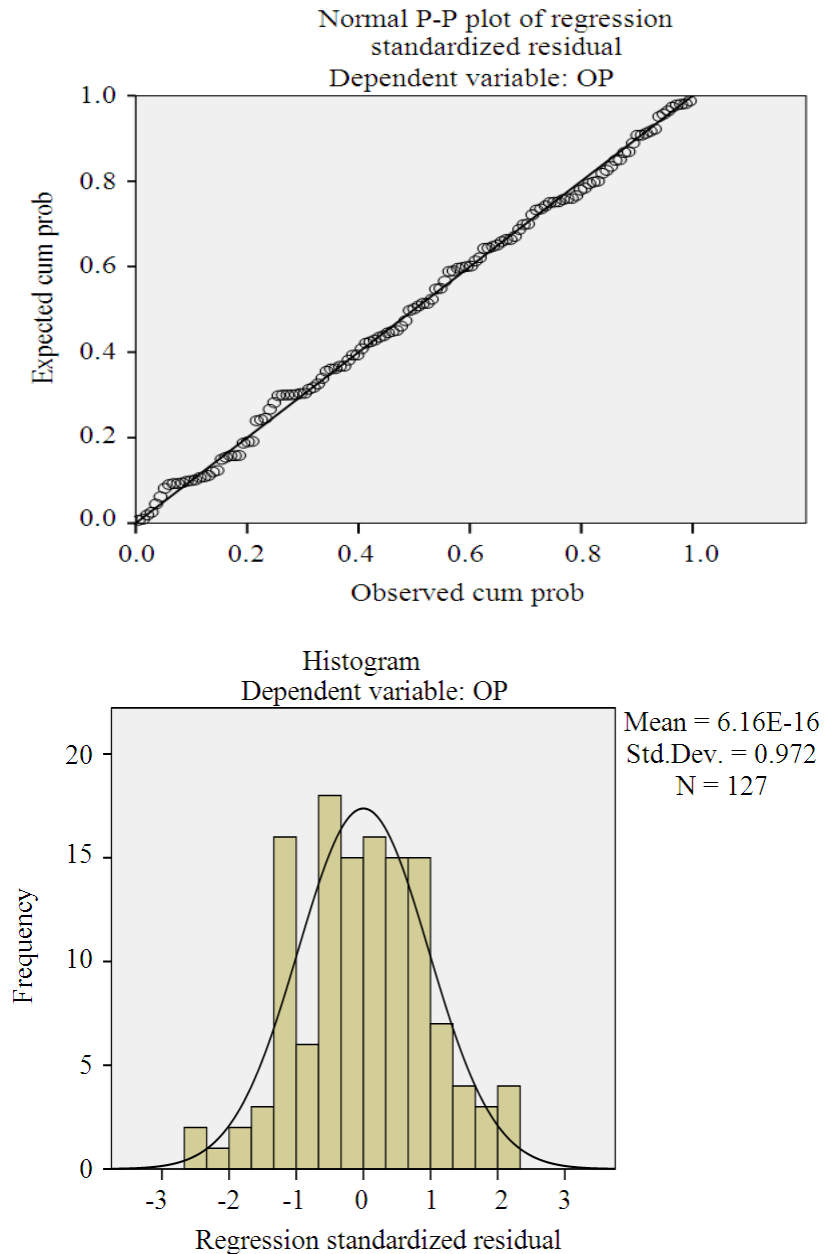 Normal P-P plot of regression
standardized residual
Dependent variable: OP
1.0
0.8
0.6
0.4
0.2
0.0
Expected cum prob
0.0 0.2 0.4 0.6 0.8 1.0
Observed cum prob
Histogram
Dependent variable: OP
Mean = 6.16E-16
Std.Dev. = 0.972
N = 127
20
15
10
5
0
Frequency
-3 -2 -1 0 1 2 3
Regression standardized residual